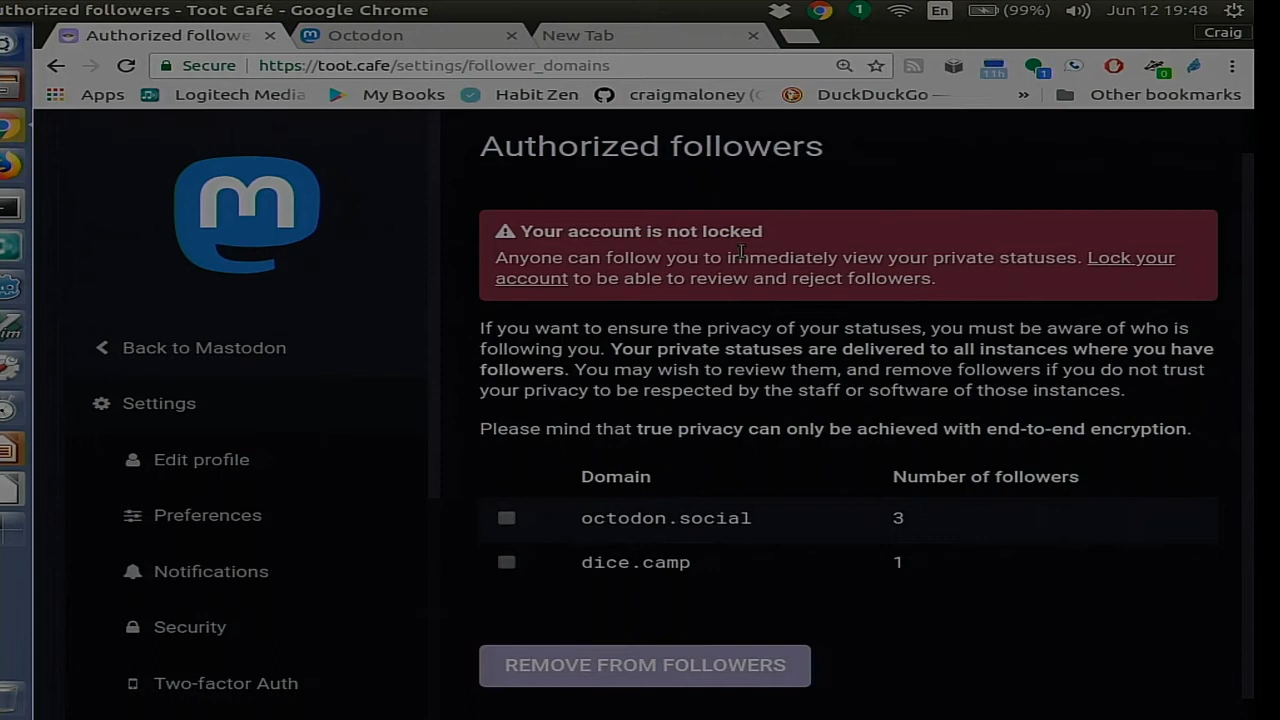 uthorized followers - Toot Café - Google Chrome
1
En
(99%)
Jun 12 19:48
Authorized followe
Octodon
New Tab
Craig
Secure
https://toot.cafe/settings/follower_domains
11h
1
0
Apps
Logitech Media
My Books
Habit Zen
craigmaloney (
DuckDuckGo —
»
Other bookmarks
Authorized followers
Your account is not locked
Anyone can follow you to immediately view your private statuses. Lock your
account to be able to review and reject followers.
If you want to ensure the privacy of your statuses, you must be aware of who is
following you. Your private statuses are delivered to all instances where you have
followers. You may wish to review them, and remove followers if you do not trust
your privacy to be respected by the staff or software of those instances.
Please mind that true privacy can only be achieved with end-to-end encryption.
Domain
Number of followers
octodon.social
3
dice.camp
1
REMOVE FROM FOLLOWERS
Back to Mastodon
Settings
Edit profile
Preferences
Notifications
Security
Two-factor Auth